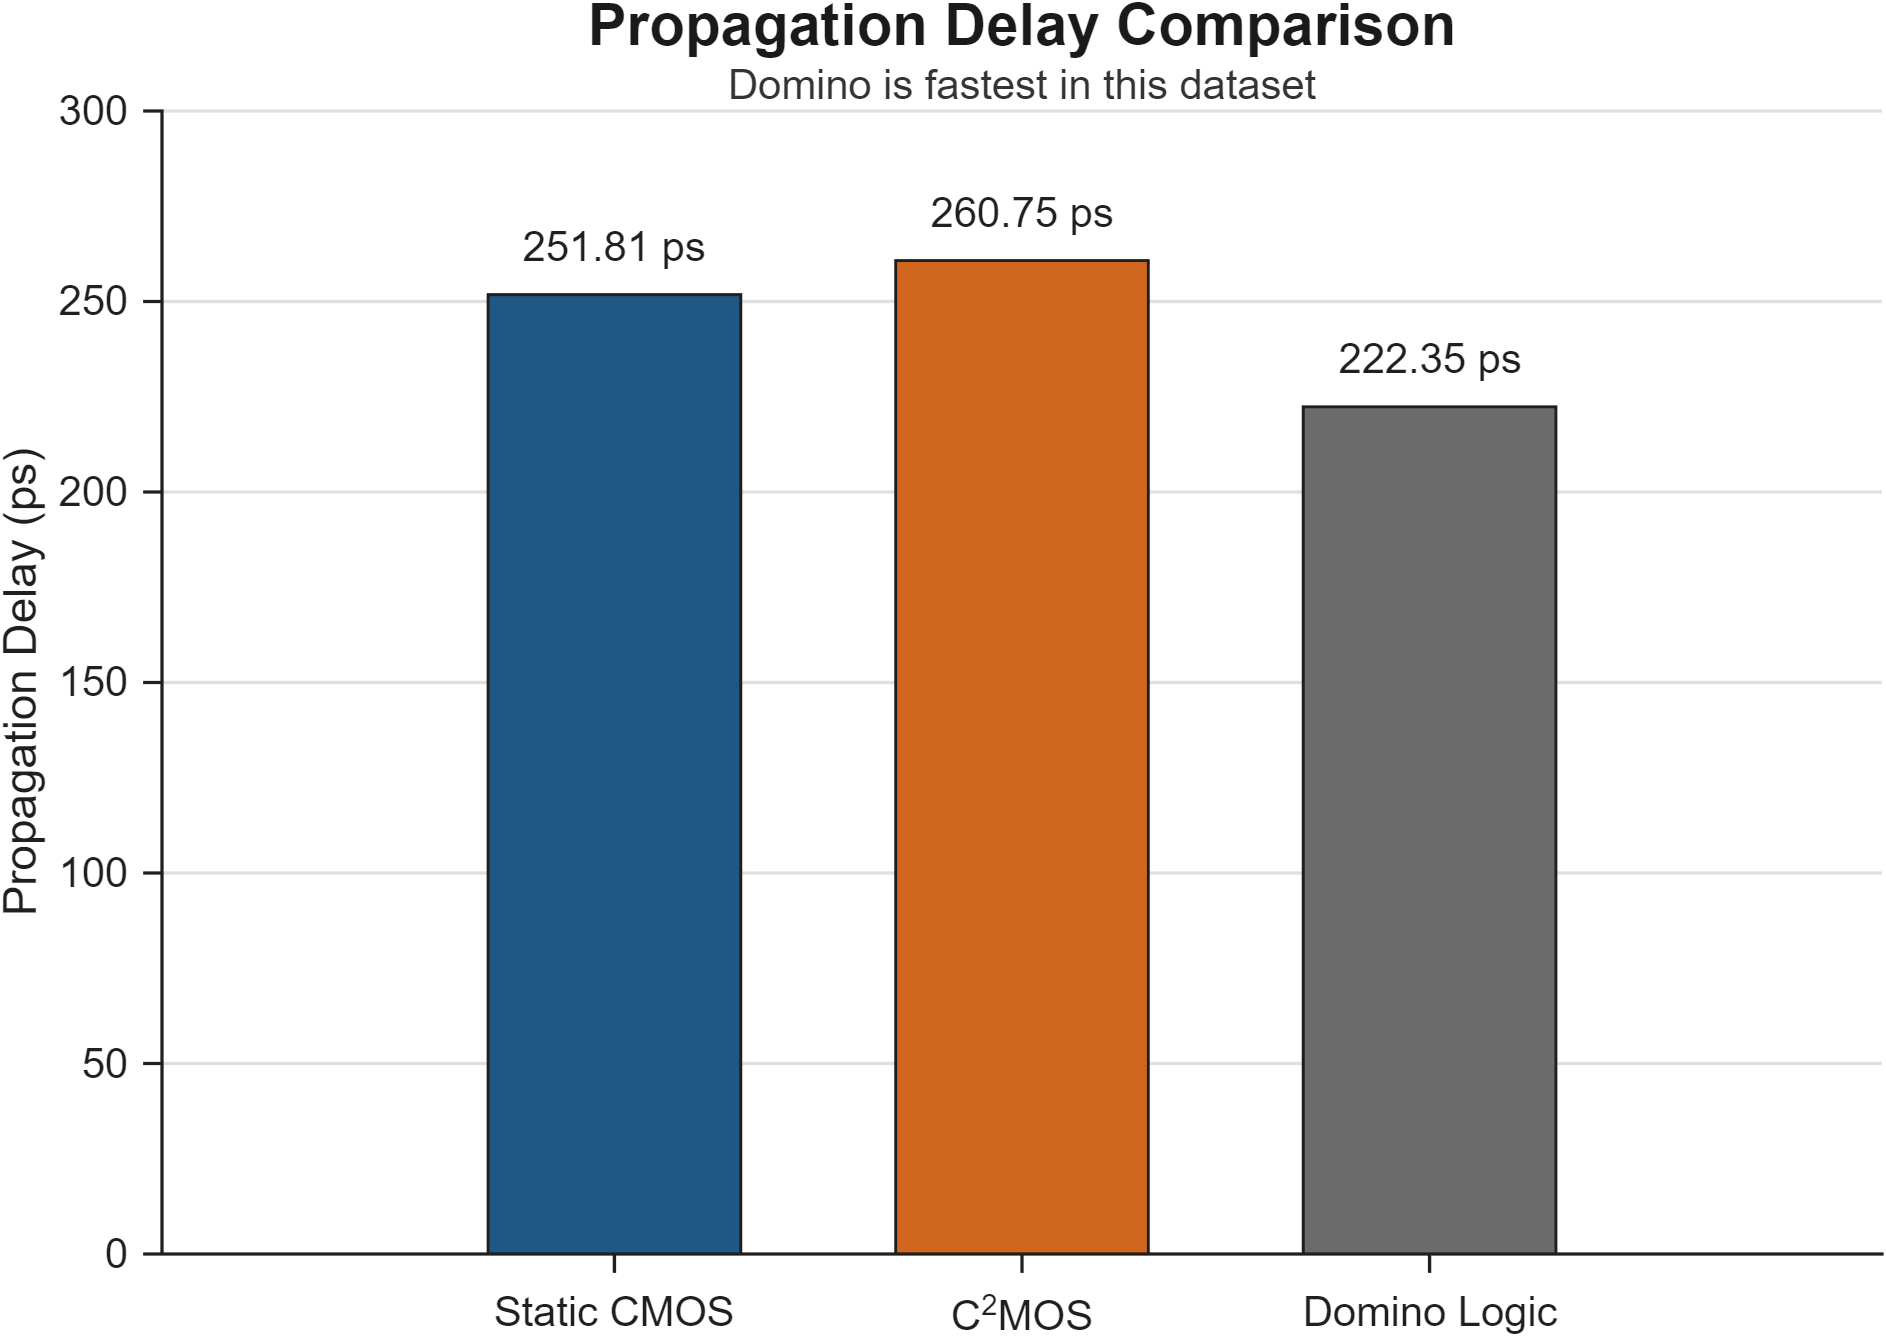 Propagation Delay Comparison
Domino is fastest in this dataset
Propagation Delay (ps)
300
250
200
150
100
50
0
251.81 ps
260.75 ps
222.35 ps
Static CMOS
C²MOS
Domino Logic